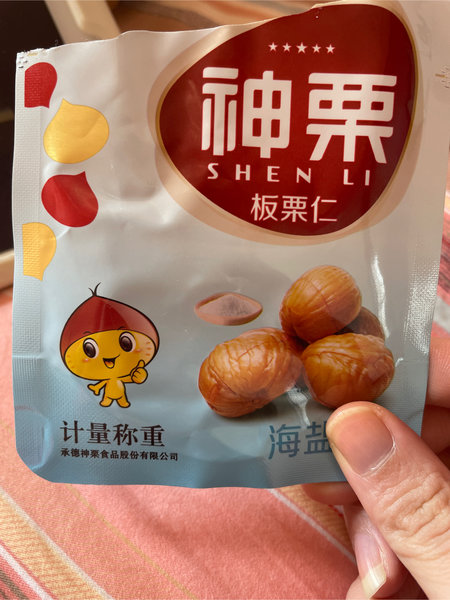 神栗
SHEN LI
板栗仁
计量称重
承德神栗食品股份有限公司
海盐